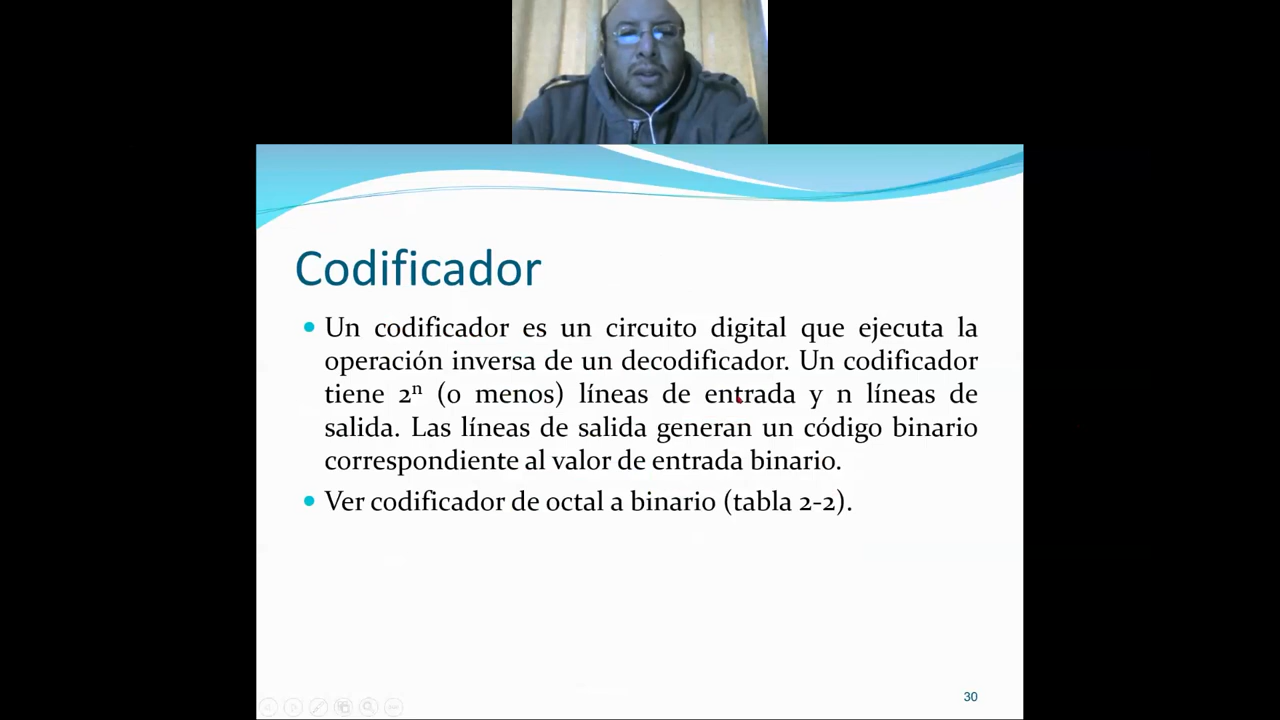 Codificador
• Un codificador es un circuito digital que ejecuta la
operación inversa de un decodificador. Un codificador
tiene 2ⁿ (o menos) líneas de entrada y n líneas de
salida. Las líneas de salida generan un código binario
correspondiente al valor de entrada binario.
• Ver codificador de octal a binario (tabla 2-2).
30